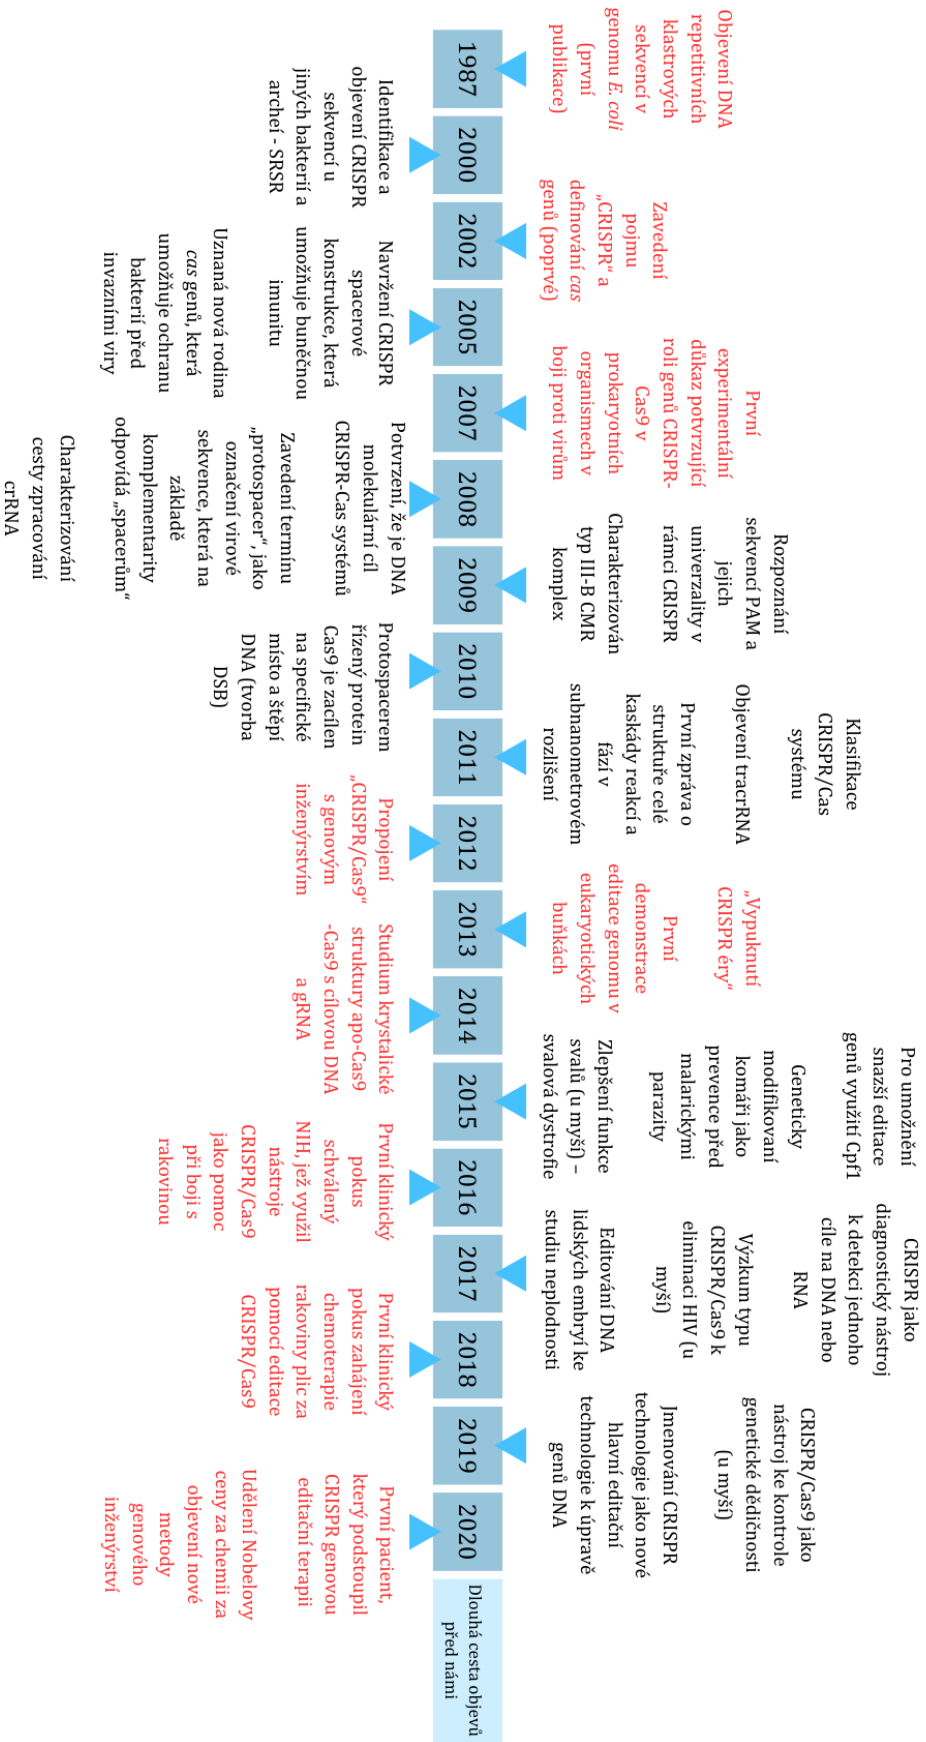 Objevení DNA
repetitivních
klastrových
sekvencí v
genomu E. coli
(první
publikace)
1987
2000
Identifikace a
objevení CRISPR
sekvencí u
jiných bakterií a
archeí - SRSR
Zavedení
pojmu
„CRISPR“ a
definování cas
genů (poprvé)
2002
2005
Navržení CRISPR
spacerové
konstrukce, která
umožňuje buněčnou
imunitu
Uznaná nová rodina
cas genů, která
umožňuje ochranu
bakterií před
invazními viry
První
experimentální
důkaz potvrzující
roli genů CRISPR-
Cas9 v
prokaryotních
organismech v
boji proti virům
2007
2008
Potvrzení, že je DNA
molekulární cíl
CRISPR-Cas systémů
Zavedení termínu
„protospacer“, jako
označení virové
sekvence, která na
základě
komplementarity
odpovídá „spacerům“
Charakterizování
cesty zpracování
crRNA
Rozpoznání
sekvencí PAM a
jejich
univerzality v
rámci CRISPR
Charakterizován
typ III-B CMR
komplex
2009
2010
Protospacerem
řízený protein
Cas9 je zacílen
na specifické
místo a štěpí
DNA (tvorba
DSB)
Klasifikace
CRISPR/Cas
systému
Objevení tracrRNA
První zpráva o
struktuře celé
kaskády reakcí a
fází v
subnanometrovém
rozlišení
2011
2012
Propojení
„CRISPR/Cas9“
s genovým
inženýrstvím
„Vypuknutí
CRISPR éry“
První
demonstrace
editace genomu v
eukaryotických
buňkách
2013
2014
Studium krystalické
struktury apo-Cas9
-Cas9 s cílovou DNA
a gRNA
Pro umožnění
snazší editace
genů využití Cpf1
Geneticky
modifikovaní
komáři jako
prevence před
malarickými
parazity
Zlepšení funkce
svalů (u myší) –
svalová dystrofie
2015
2016
První klinický
pokus
schválený
NIH, jež využil
nástroje
CRISPR/Cas9
jako pomoc
při boji s
rakovinou
CRISPR jako
diagnostický nástroj
k detekci jednoho
cíle na DNA nebo
RNA
Výzkum typu
CRISPR/Cas9 k
eliminaci HIV (u
myší)
Editování DNA
lidských embryí ke
studiu neplodnosti
2017
2018
První klinický
pokus zahájení
chemoterapie
rakoviny plic za
pomocí editace
CRISPR/Cas9
CRISPR/Cas9 jako
nástroj ke kontrole
genetické dědičnosti
(u myší)
Jmenování CRISPR
technologie jako nové
hlavní editační
technologie k úpravě
genů DNA
2019
2020
První pacient,
který podstoupil
CRISPR genovou
editační terapii
Udělení Nobelovy
ceny za chemii za
objevení nové
metody
genového
inženýrství
Dlouhá cesta objevů
před námi